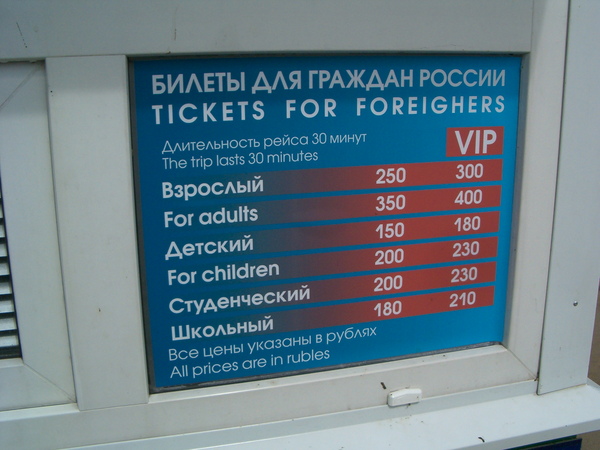 БИЛЕТЫ ДЛЯ ГРАЖДАН РОССИИ
TICKETS FOR FOREIGHERS
Длительность рейса 30 минут
The trip lasts 30 minutes
VIP
Взрослый 250 300
For adults 350 400
Детский 150 180
For children 200 230
Студенческий 200 230
Школьный 180 210
Все цены указаны в рублях
All prices are in rubles